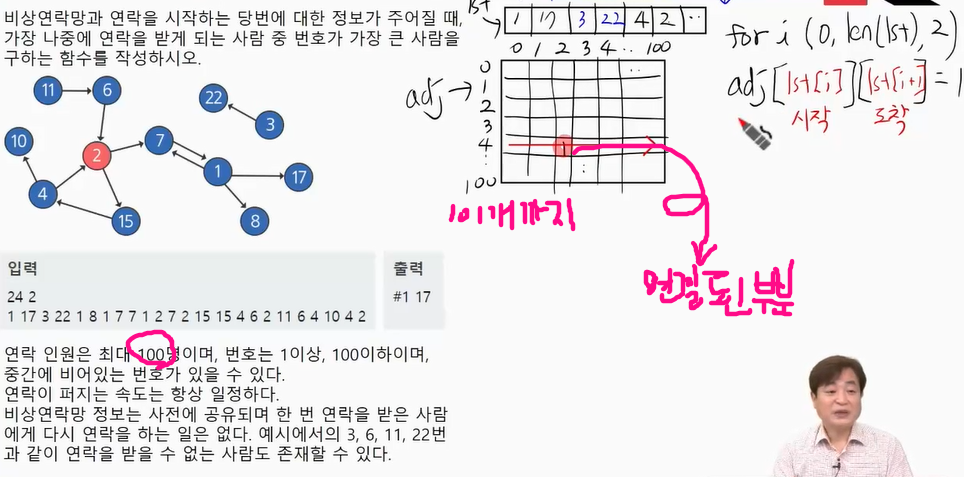 비상연락망과 연락을 시작하는 당번에 대한 정보가 주어질 때,
가장 나중에 연락을 받게 되는 사람 중 번호가 가장 큰 사람을
구하는 함수를 작성하시오.
11 6 22 3
10 2 7 1 17
4 15 8
입력
24 2
1 17 3 22 1 8 1 7 7 1 2 7 2 15 15 4 6 2 11 6 4 10 4 2
출력
#1 17
연락 인원은 최대 100명이며, 번호는 1이상, 100이하이며,
중간에 비어있는 번호가 있을 수 있다.
연락이 퍼지는 속도는 항상 일정하다.
비상연락망 정보는 사전에 공유되며 한 번 연락을 받은 사람
에게 다시 연락을 하는 일은 없다. 예시에서의 3, 6, 11, 22번
과 같이 연락을 받을 수 없는 사람도 존재할 수 있다.
lst
1 17 3 22 4 2 ..
0 1 2 3 4 .. 100
adj
0
1
2
3
4 1
:
100
101개까지
연결된 부분
for i (0, len(lst), 2)
adj[lst[i]][lst[i+1]] = 1
시작 도착